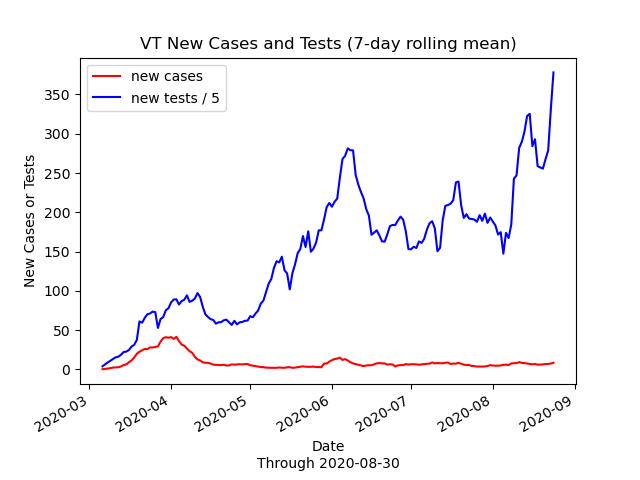 VT New Cases and Tests (7-day rolling mean)
new cases
new tests / 5
New Cases or Tests
350
300
250
200
150
100
50
0
2020-03
2020-04
2020-05
2020-06
2020-07
2020-08
2020-09
Date
Through 2020-08-30